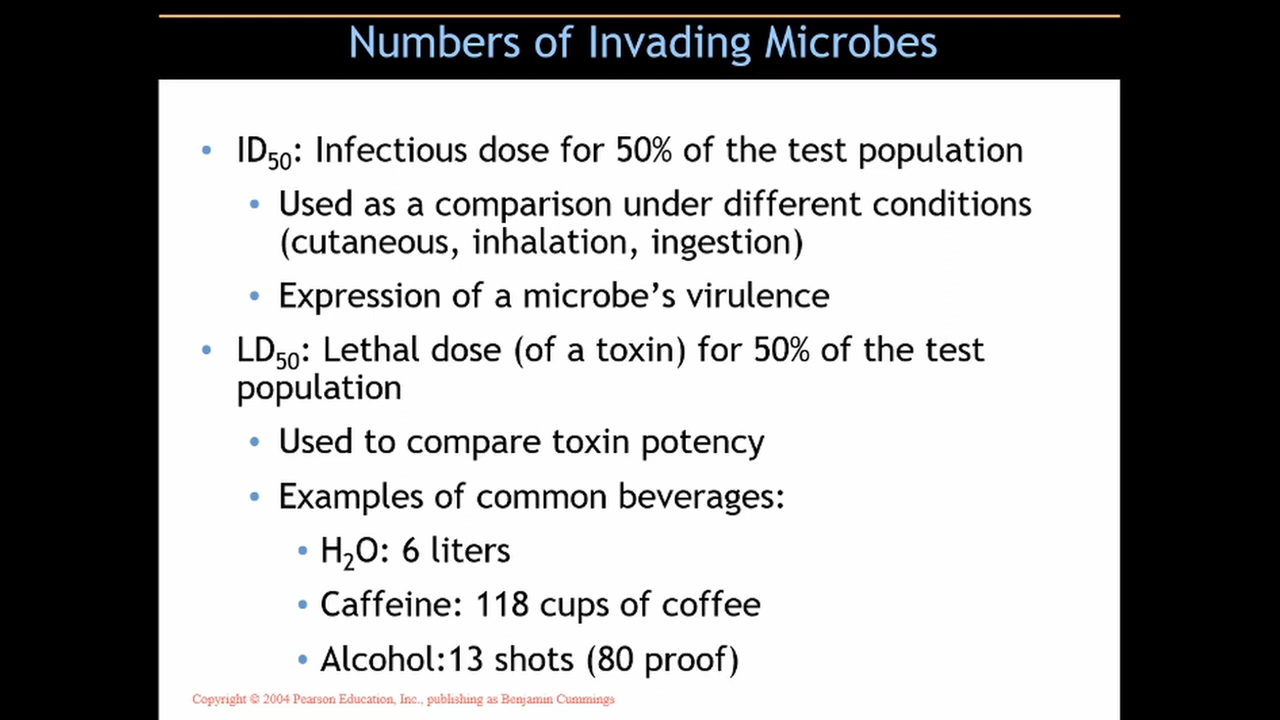 Numbers of Invading Microbes
• ID₅₀: Infectious dose for 50% of the test population
• Used as a comparison under different conditions
(cutaneous, inhalation, ingestion)
• Expression of a microbe’s virulence
• LD₅₀: Lethal dose (of a toxin) for 50% of the test
population
• Used to compare toxin potency
• Examples of common beverages:
• H₂O: 6 liters
• Caffeine: 118 cups of coffee
• Alcohol:13 shots (80 proof)
Copyright © 2004 Pearson Education, Inc., publishing as Benjamin Cummings